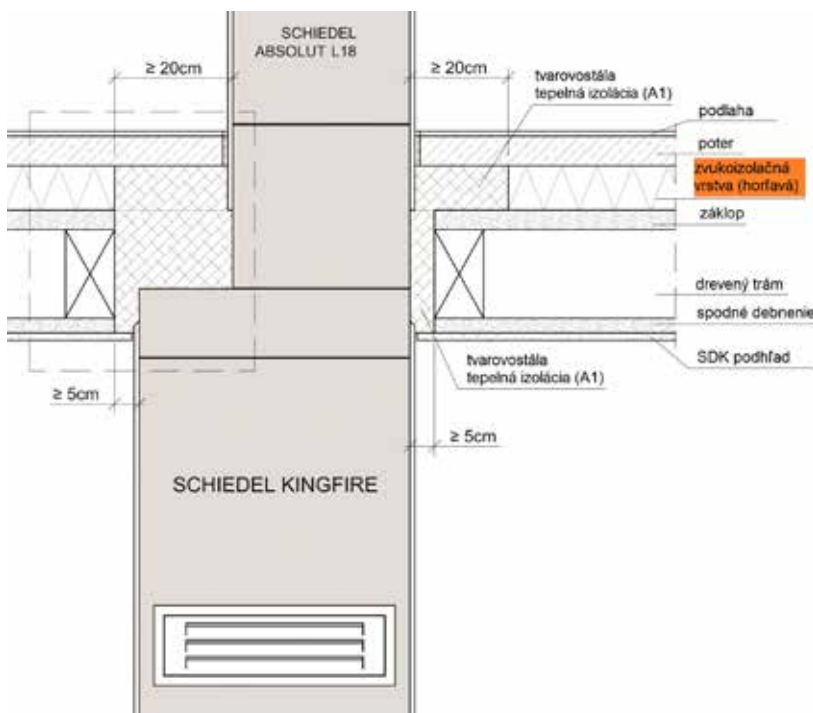 SCHIEDEL
ABSOLUT L18
≥ 20cm
≥ 20cm
tvarovostála
tepelná izolácia (A1)
podlaha
poter
zvukoizolačná
vrstva (horľavá)
záklop
drevený trám
spodné debnenie
SDK podhľad
tvarovostála
tepelná izolácia (A1)
≥ 5cm
≥ 5cm
SCHIEDEL KINGFIRE